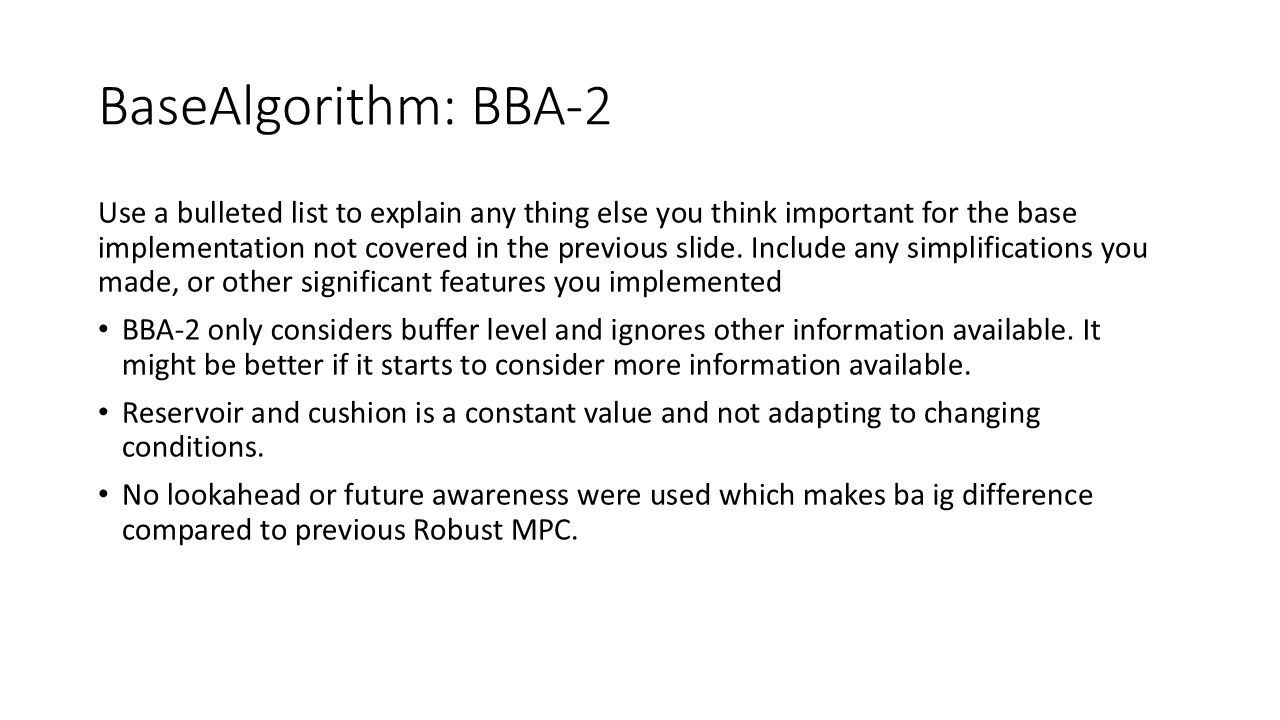 BaseAlgorithm: BBA-2
Use a bulleted list to explain any thing else you think important for the base
implementation not covered in the previous slide. Include any simplifications you
made, or other significant features you implemented
• BBA-2 only considers buffer level and ignores other information available. It
might be better if it starts to consider more information available.
• Reservoir and cushion is a constant value and not adapting to changing
conditions.
• No lookahead or future awareness were used which makes ba ig difference
compared to previous Robust MPC.